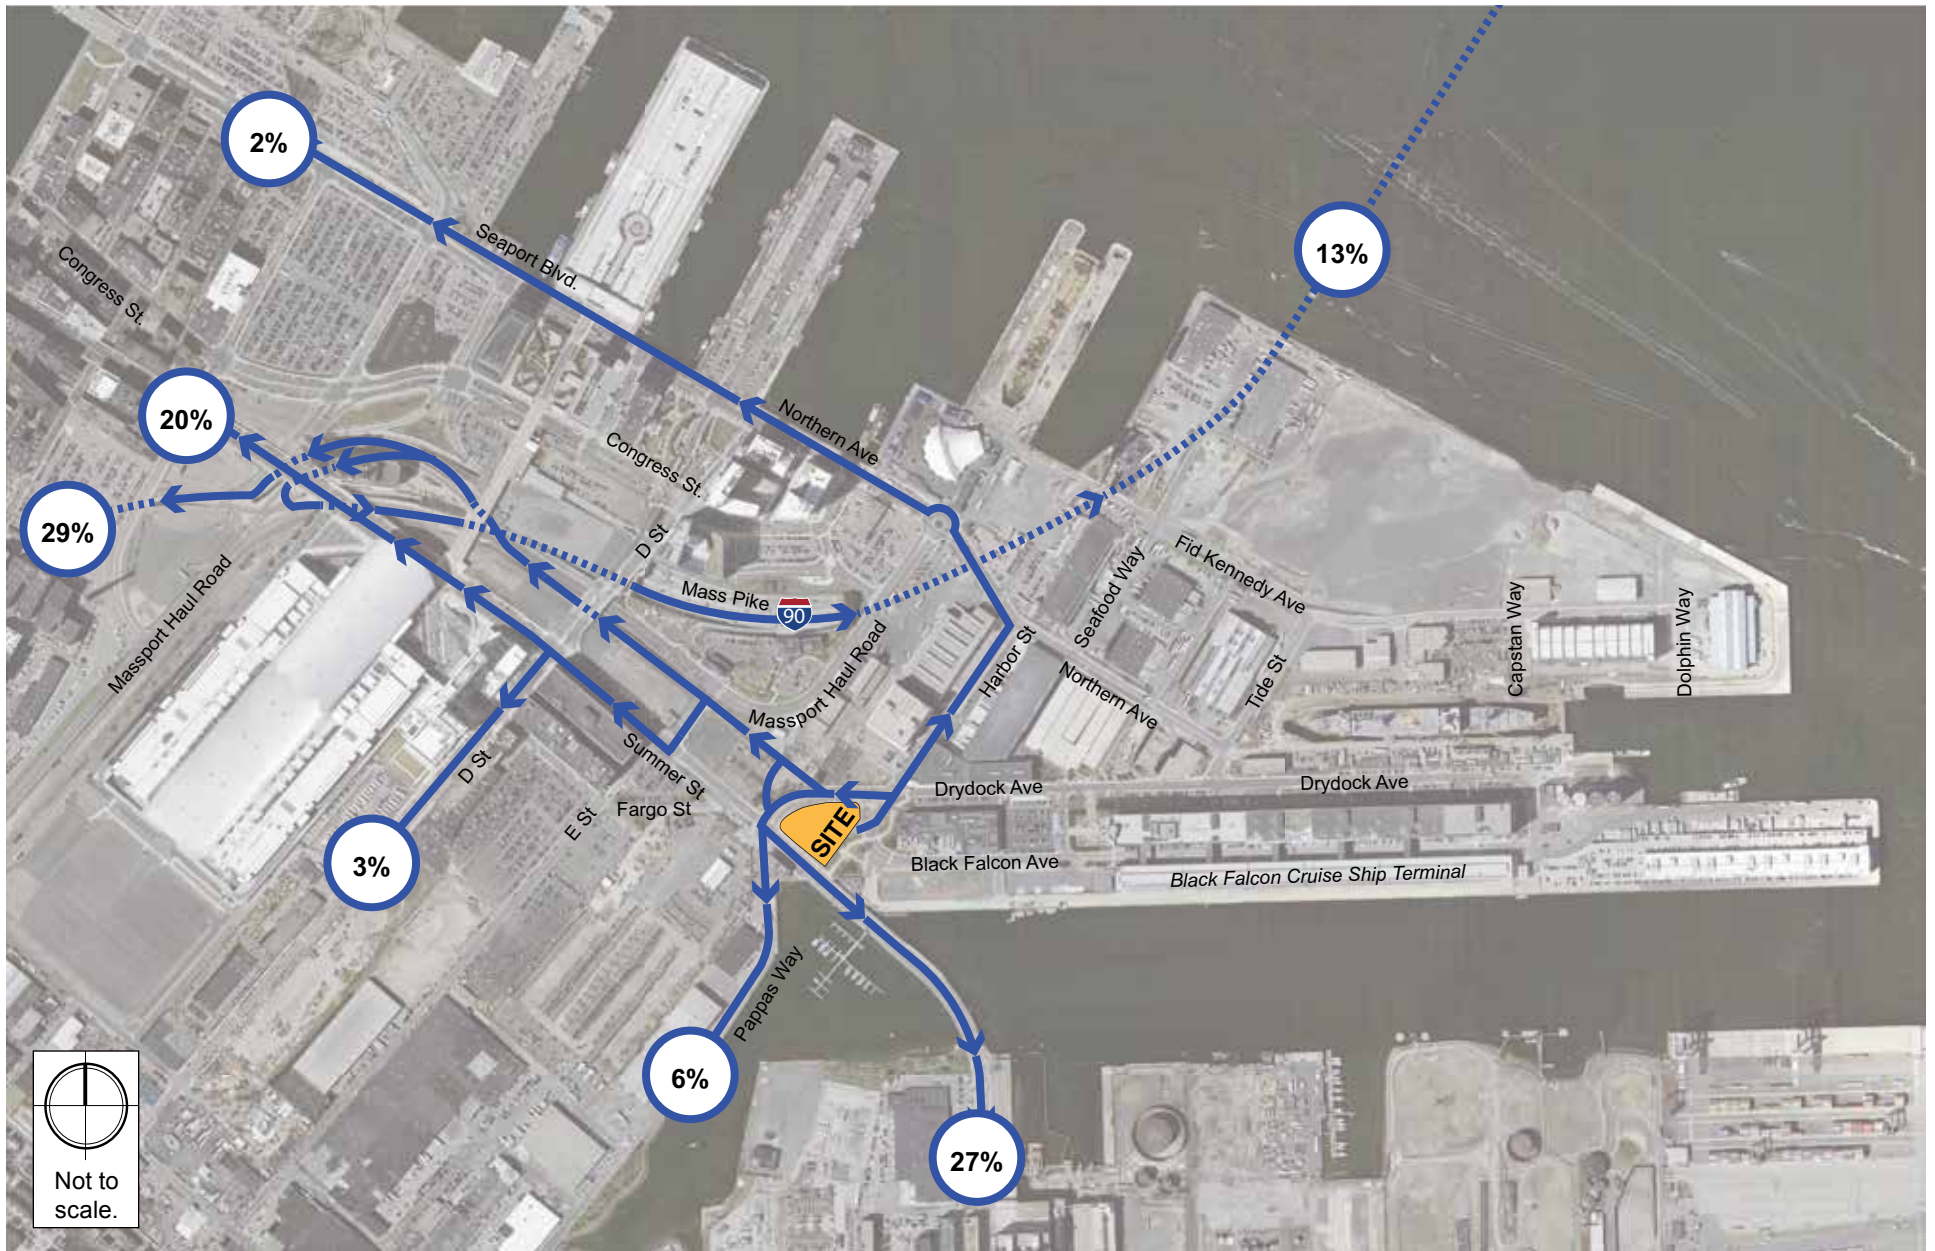 2%
13%
Seaport Blvd.
Congress St.
20%
Northern Ave
Congress St.
29%
D St
Massport Haul Road
Mass Pike
90
Seafood Way
Fid Kennedy Ave
Capstan Way
Dolphin Way
Harbor St
Massport Haul Road
Northern Ave
Tide St
D St
Summer St
Drydock Ave
Drydock Ave
Fargo St
E St
SITE
3%
Black Falcon Ave
Black Falcon Cruise Ship Terminal
Pappas Way
6%
27%
Not to
scale.